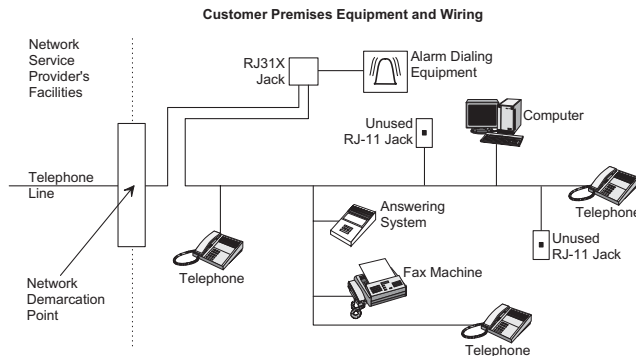 Customer Premises Equipment and Wiring
Network
Service
Provider's
Facilities
RJ31X
Jack
Alarm Dialing
Equipment
Unused
RJ-11 Jack
Computer
Telephone
Line
Answering
System
Telephone
Unused
RJ-11 Jack
Telephone
Fax Machine
Network
Demarcation
Point
Telephone